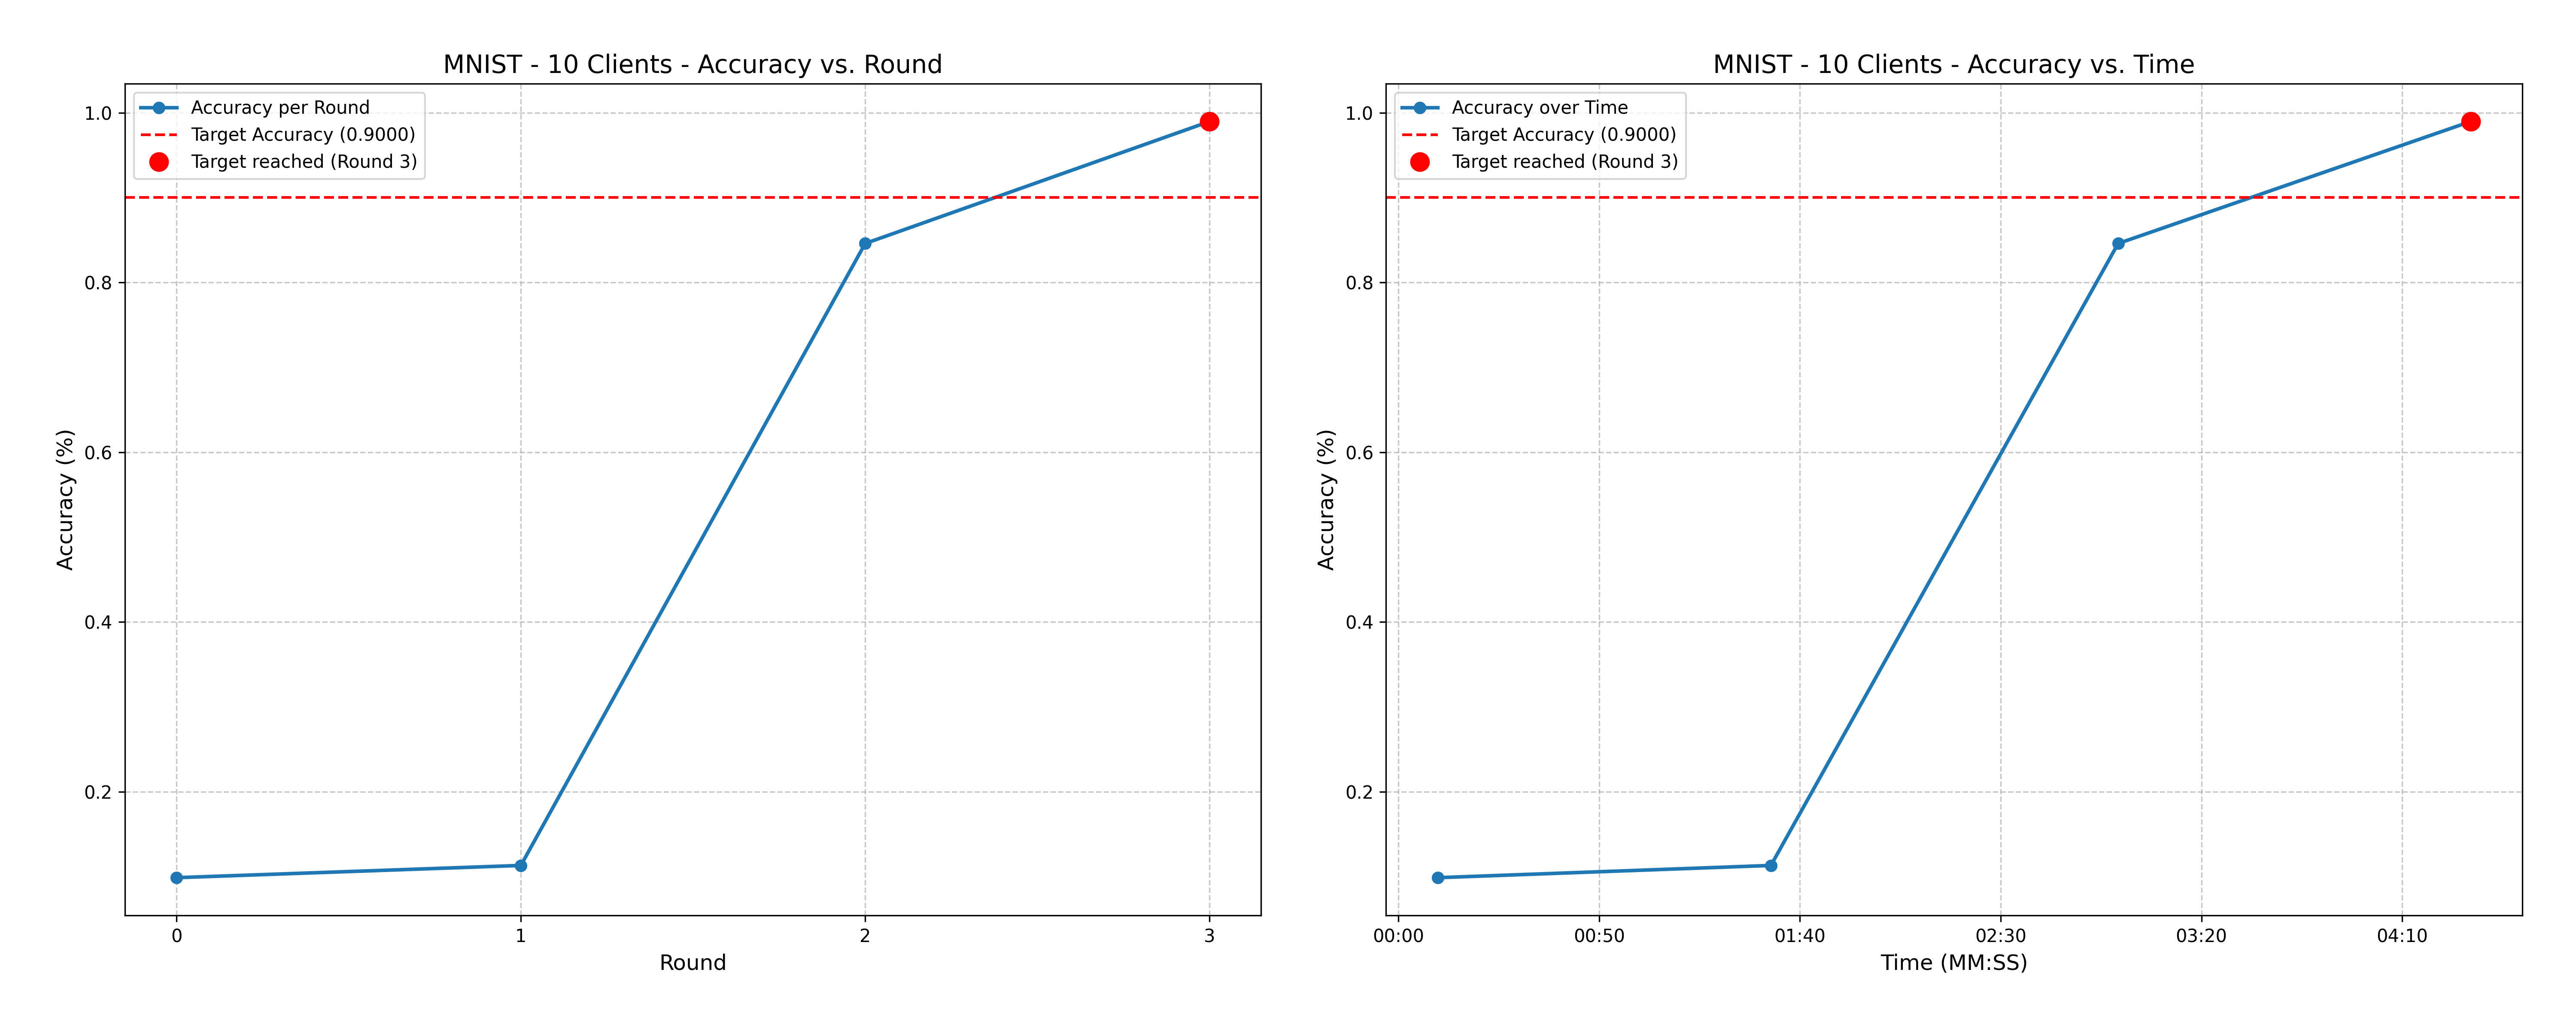 MNIST - 10 Clients - Accuracy vs. Round
Accuracy per Round
Target Accuracy (0.9000)
Target reached (Round 3)
1.0
0.8
0.6
0.4
0.2
Accuracy (%)
0 1 2 3
Round
MNIST - 10 Clients - Accuracy vs. Time
Accuracy over Time
Target Accuracy (0.9000)
Target reached (Round 3)
1.0
0.8
0.6
0.4
0.2
Accuracy (%)
00:00 00:50 01:40 02:30 03:20 04:10
Time (MM:SS)